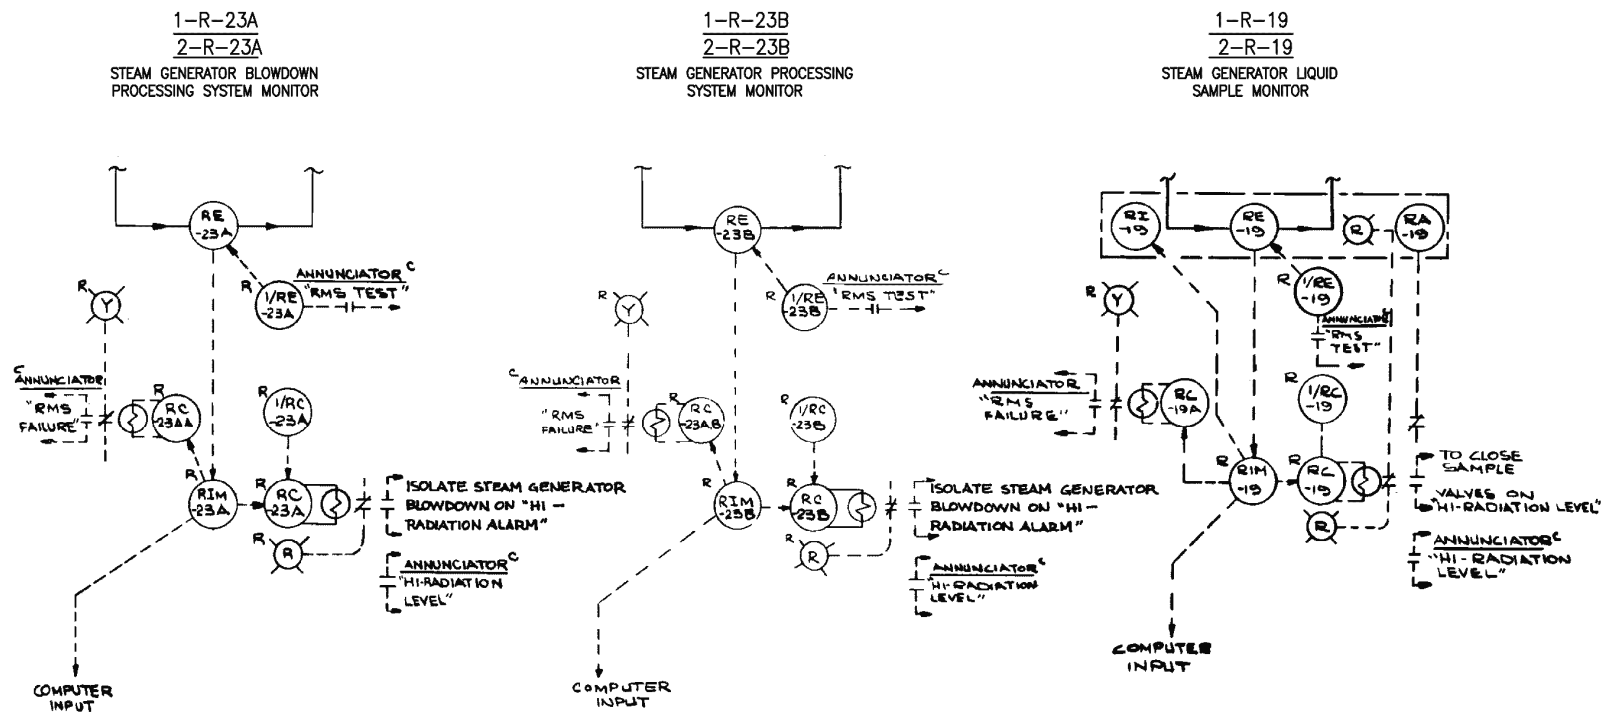 1-R-23A
2-R-23A
STEAM GENERATOR BLOWDOWN
PROCESSING SYSTEM MONITOR
RE
-23A
R
1/RE
-23A
ANNUNCIATOR C
"RMS TEST"
R
Y
C ANNUNCIATOR
"RMS
FAILURE"
R
RC
-23AA
R
1/RC
-23A
R
RIM
-23A
R
RC
-23A
R
R
ISOLATE STEAM GENERATOR
BLOWDOWN ON "HI-
RADIATION ALARM"
ANNUNCIATOR C
"HI-RADIATION
LEVEL"
COMPUTER
INPUT
1-R-23B
2-R-23B
STEAM GENERATOR PROCESSING
SYSTEM MONITOR
RE
-23B
R
1/RE
-23B
ANNUNCIATOR C
"RMS TEST"
R
Y
C ANNUNCIATOR
"RMS
FAILURE"
R
RC
-23A,B
R
1/RC
-23B
R
RIM
-23B
R
RC
-23B
R
R
ISOLATE STEAM GENERATOR
BLOWDOWN ON "HI-
RADIATION ALARM"
ANNUNCIATOR C
"HI-RADIATION
LEVEL"
COMPUTER
INPUT
1-R-19
2-R-19
STEAM GENERATOR LIQUID
SAMPLE MONITOR
RI
-19
RE
-19
R
RA
-19
R
1/RE
-19
ANNUNCIATOR C
"RMS
TEST"
R
Y
ANNUNCIATOR
"RMS
FAILURE"
RC
-19A
R
1/RC
-19
R
RIM
-19
R
RC
-19
R
TO CLOSE
SAMPLE
VALVES ON
"HI-RADIATION LEVEL"
ANNUNCIATOR C
"HI-RADIATION
LEVEL"
COMPUTER
INPUT